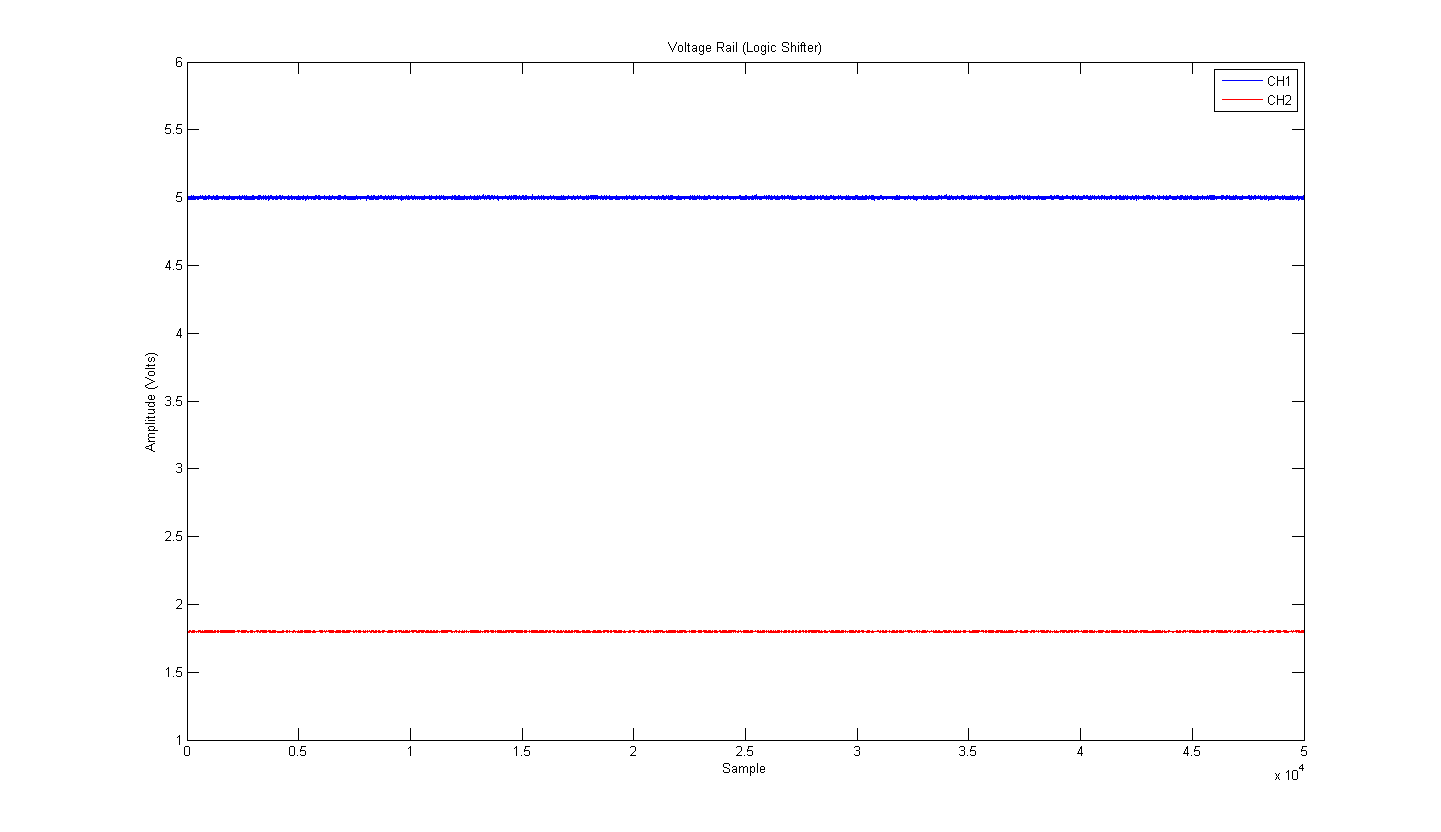 Voltage Rail (Logic Shifter)
6
CH1
CH2
5.5
5
4.5
4
Amplitude (Volts)
3.5
3
2.5
2
1.5
1
0 0.5 1 1.5 2 2.5 3 3.5 4 4.5 5
Sample
x 10^4